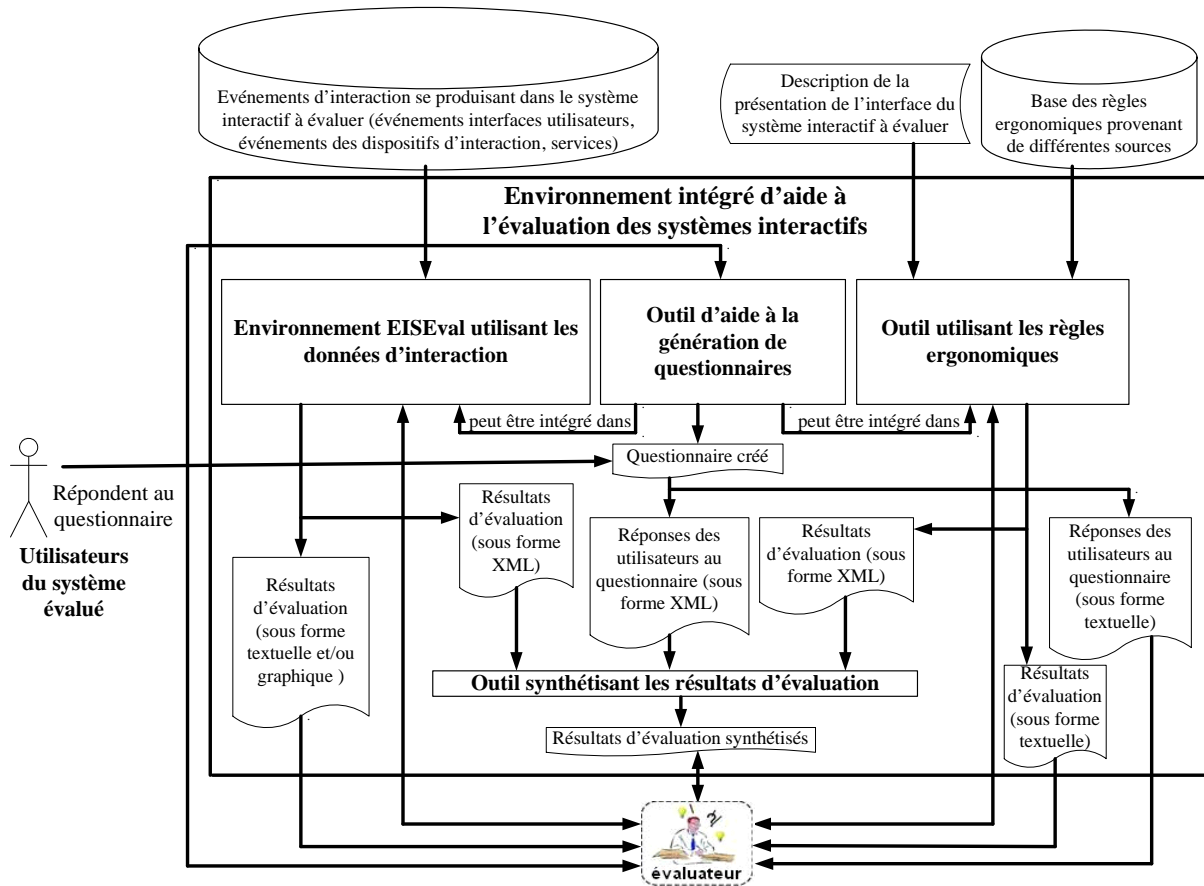 Evénements d'interaction se produisant dans le système
interactif à évaluer (événements interfaces utilisateurs,
événements des dispositifs d'interaction, services)
Description de la
présentation de l'interface du
système interactif à évaluer
Base des règles
ergonomiques provenant
de différentes sources
Environnement intégré d'aide à
l'évaluation des systèmes interactifs
Environnement EISEval utilisant les
données d'interaction
Outil d'aide à la
génération de
questionnaires
Outil utilisant les règles
ergonomiques
peut être intégré dans
peut être intégré dans
Questionnaire créé
Répondent au
questionnaire
Utilisateurs
du système
évalué
Résultats
d'évaluation
(sous forme
textuelle et/ou
graphique )
Résultats
d'évaluation
(sous forme
XML)
Réponses des
utilisateurs au
questionnaire (sous
forme XML)
Résultats
d'évaluation (sous
forme XML)
Réponses des
utilisateurs au
questionnaire
(sous forme
textuelle)
Outil synthétisant les résultats d'évaluation
Résultats
d'évaluation
(sous forme
textuelle)
Résultats d'évaluation synthétisés
évaluateur